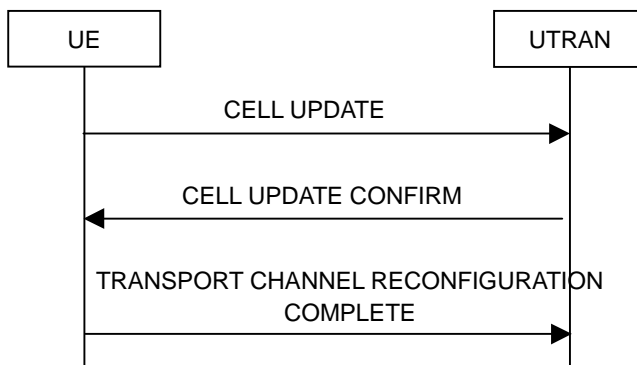 UE
UTRAN
CELL UPDATE
CELL UPDATE CONFIRM
TRANSPORT CHANNEL RECONFIGURATION
COMPLETE